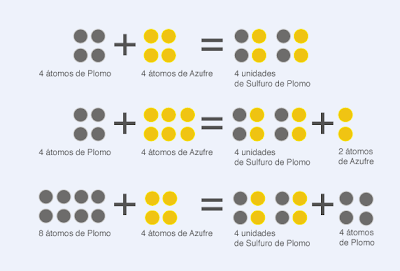 4 átomos de Plomo
4 átomos de Azufre
4 unidades
de Sulfuro de Plomo
4 átomos de Plomo
4 átomos de Azufre
4 unidades
de Sulfuro de Plomo
2 átomos
de Azufre
8 átomos de Plomo
4 átomos de Azufre
4 unidades
de Sulfuro de Plomo
4 átomos
de Plomo